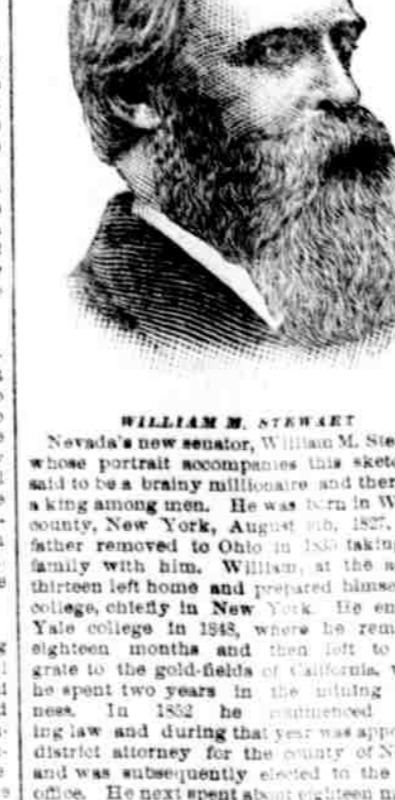 WILLIAM M. STEWART
Nevada's new senator, William M. Ste
whose portrait accompanies this sket
said to be a brainy millionaire and ther
a king among men. He was born in W
county, New York, August 9th, 1827.
father removed to Ohio in 1835 taking
family with him. William, at the a
thirteen left home and prepared himse
college, chiefly in New York. He en
Yale college in 1848, where he rem
eighteen months and then left to
grate to the gold-fields of California, w
he spent two years in the mining
ness. In 1852 he commenced
ing law and during that year was appo
district attorney for the county of N
and was subsequently elected to the
office. He next spent about eighteen m